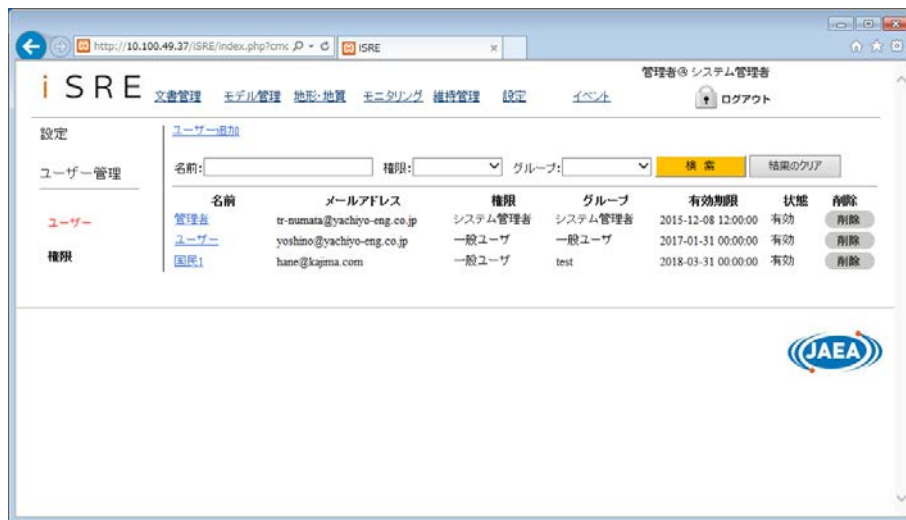 http://10.100.49.37/iSRE/index.php?cmc
iSRE
管理者@システム管理者
iSRE
文書管理 モデル管理 地形・地質 モニタリング 維持管理 設定 イベント
ログアウト
設定
ユーザー追加
ユーザー管理
名前: 権限: グループ: 検索 結果のクリア
名前 メールアドレス 権限 グループ 有効期限 状態 削除
管理者 tr-numata@yachiyo-eng.co.jp システム管理者 システム管理者 2015-12-08 12:00:00 有効 削除
ユーザー
ユーザー yoshino@yachiyo-eng.co.jp 一般ユーザ 一般ユーザ 2017-01-31 00:00:00 有効 削除
権限
国民1 hane@kajima.com 一般ユーザ test 2018-03-31 00:00:00 有効 削除
JAEA